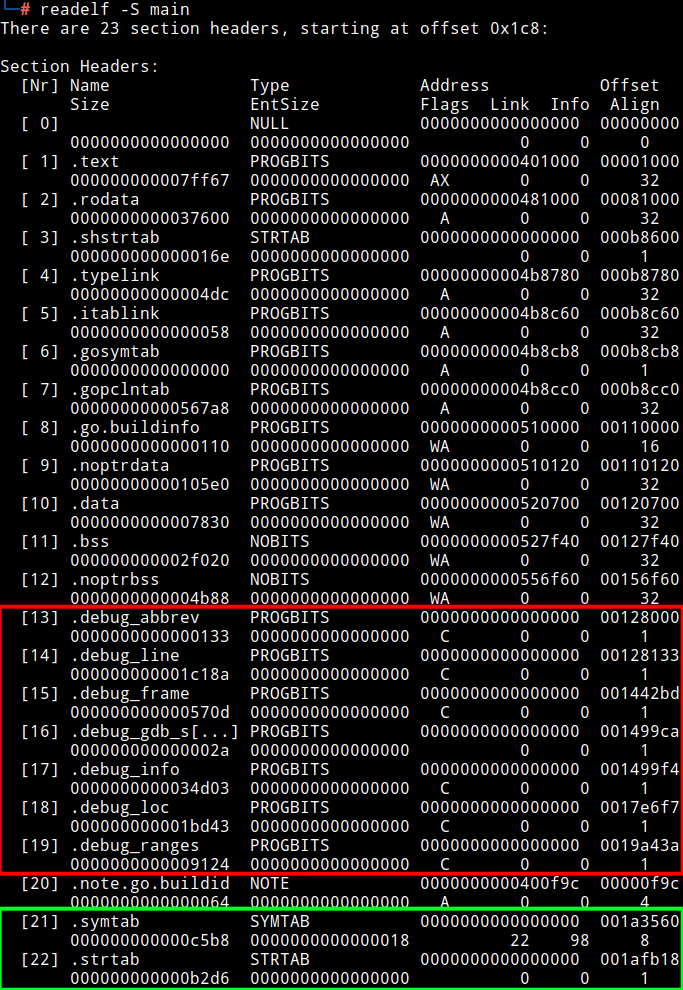 └─# readelf -S main
There are 23 section headers, starting at offset 0x1c8:

Section Headers:
  [Nr] Name              Type             Address           Offset
       Size              EntSize          Flags  Link  Info  Align
  [ 0]                   NULL             0000000000000000  00000000
       0000000000000000  0000000000000000           0     0     0
  [ 1] .text             PROGBITS         0000000000401000  00001000
       000000000007ff67  0000000000000000  AX       0     0     32
  [ 2] .rodata           PROGBITS         0000000000481000  00081000
       0000000000037600  0000000000000000   A       0     0     32
  [ 3] .shstrtab         STRTAB           0000000000000000  000b8600
       000000000000016e  0000000000000000           0     0     1
  [ 4] .typelink         PROGBITS         00000000004b8780  000b8780
       00000000000004dc  0000000000000000   A       0     0     32
  [ 5] .itablink         PROGBITS         00000000004b8c60  000b8c60
       0000000000000058  0000000000000000   A       0     0     32
  [ 6] .gosymtab         PROGBITS         00000000004b8cb8  000b8cb8
       0000000000000000  0000000000000000   A       0     0     1
  [ 7] .gopclntab        PROGBITS         00000000004b8cc0  000b8cc0
       00000000000567a8  0000000000000000   A       0     0     32
  [ 8] .go.buildinfo     PROGBITS         0000000000510000  00110000
       0000000000000110  0000000000000000  WA       0     0     16
  [ 9] .noptrdata        PROGBITS         0000000000510120  00110120
       00000000000105e0  0000000000000000  WA       0     0     32
  [10] .data             PROGBITS         0000000000520700  00120700
       0000000000007830  0000000000000000  WA       0     0     32
  [11] .bss              NOBITS           0000000000527f40  00127f40
       000000000002f020  0000000000000000  WA       0     0     32
  [12] .noptrbss         NOBITS           0000000000556f60  00156f60
       0000000000004b88  0000000000000000  WA       0     0     32
  [13] .debug_abbrev     PROGBITS         0000000000000000  00128000
       0000000000000133  0000000000000000   C       0     0     1
  [14] .debug_line       PROGBITS         0000000000000000  00128133
       000000000001c18a  0000000000000000   C       0     0     1
  [15] .debug_frame      PROGBITS         0000000000000000  001442bd
       000000000000570d  0000000000000000   C       0     0     1
  [16] .debug_gdb_s[...] PROGBITS         0000000000000000  001499ca
       000000000000002a  0000000000000000           0     0     1
  [17] .debug_info       PROGBITS         0000000000000000  001499f4
       0000000000034d03  0000000000000000   C       0     0     1
  [18] .debug_loc        PROGBITS         0000000000000000  0017e6f7
       000000000001bd43  0000000000000000   C       0     0     1
  [19] .debug_ranges     PROGBITS         0000000000000000  0019a43a
       0000000000009124  0000000000000000   C       0     0     1
  [20] .note.go.buildid  NOTE             0000000000400f9c  00000f9c
       0000000000000064  0000000000000000   A       0     0     4
  [21] .symtab           SYMTAB           0000000000000000  001a3560
       000000000000c5b8  0000000000000018          22    98     8
  [22] .strtab           STRTAB           0000000000000000  001afb18
       000000000000b2d6  0000000000000000           0     0     1